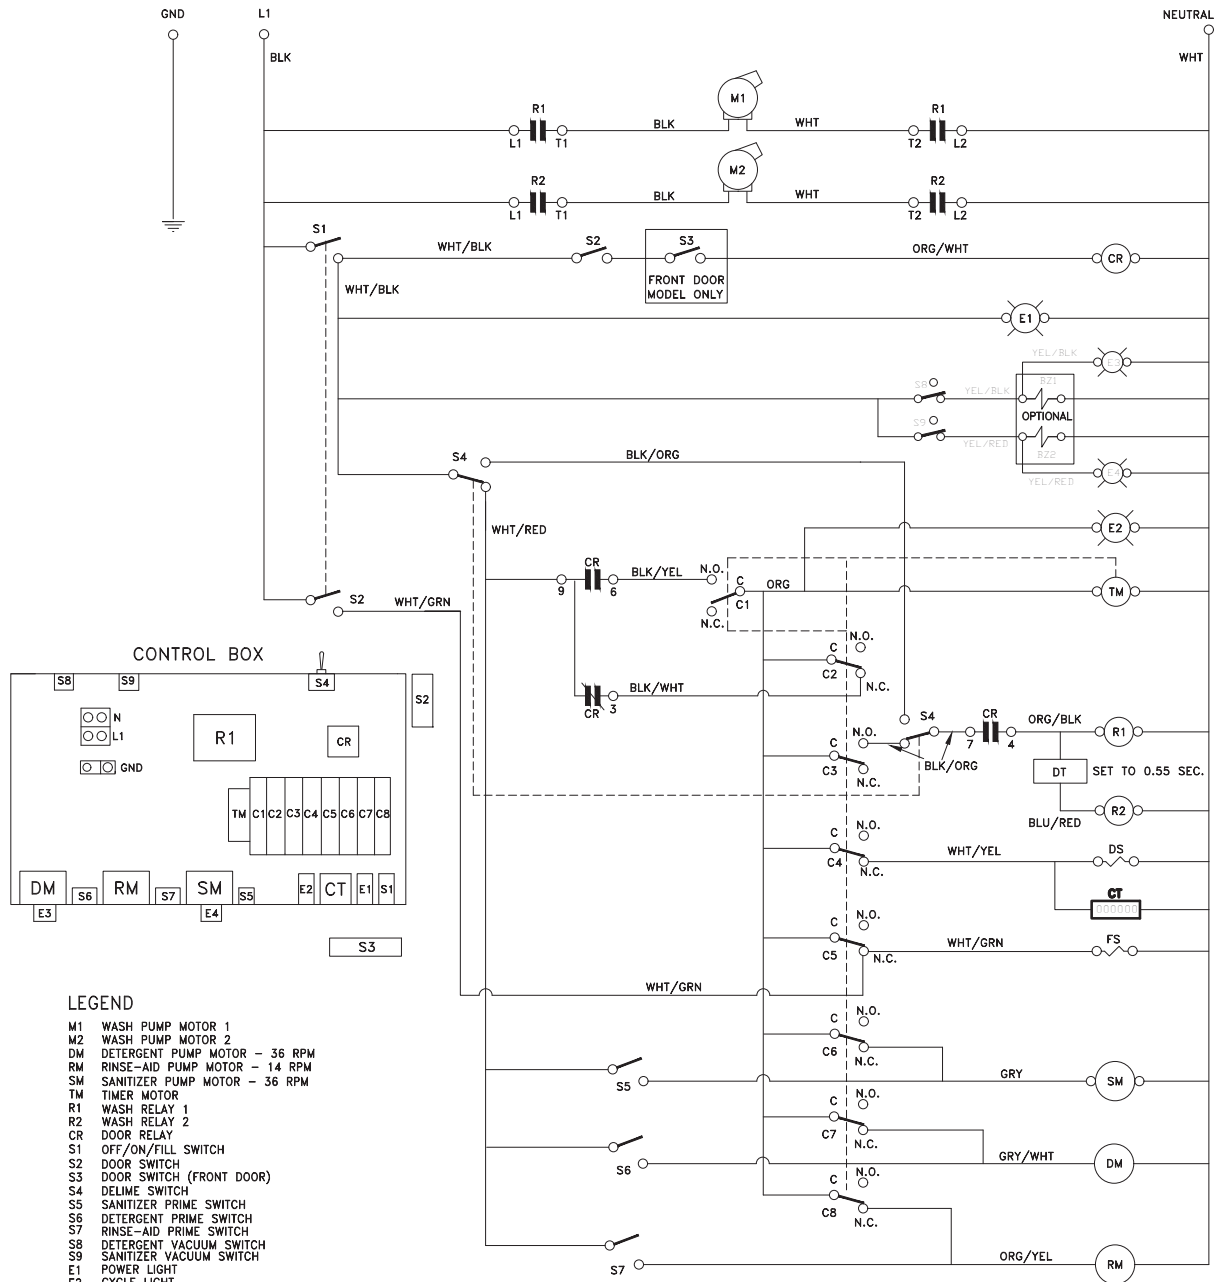 GND
L1
NEUTRAL
BLK
WHT
R1
M1
R1
BLK
WHT
L1
T1
T2
L2
R2
M2
R2
BLK
WHT
L1
T1
T2
L2
S1
WHT/BLK
S2
S3
ORG/WHT
CR
FRONT DOOR
MODEL ONLY
WHT/BLK
E1
YEL/BLK
E3
S8
YEL/BLK
BZ1
OPTIONAL
S9
YEL/RED
BZ2
YEL/RED
E4
S4
BLK/ORG
WHT/RED
E2
CR
BLK/YEL
N.O.
9
6
C
ORG
C1
N.C.
TM
S2
WHT/GRN
N.O.
C
C2
N.C.
BLK/WHT
CR
3
S4
CR
ORG/BLK
R1
N.O.
7
4
C
C3
N.C.
BLK/ORG
DT
SET TO 0.55 SEC.
R2
BLU/RED
N.O.
C
C4
N.C.
WHT/YEL
DS
CT
000000
N.O.
C
C5
N.C.
WHT/GRN
FS
WHT/GRN
N.O.
C
C6
N.C.
S5
GRY
SM
N.O.
C
C7
N.C.
S6
GRY/WHT
DM
N.O.
C
C8
N.C.
S7
ORG/YEL
RM
CONTROL BOX
S8
S9
S4
S2
N
L1
R1
CR
GND
TM
C1
C2
C3
C4
C5
C6
C7
C8
DM
S6
RM
S7
SM
S5
E2
CT
E1
S1
E3
E4
S3
LEGEND
M1 WASH PUMP MOTOR 1
M2 WASH PUMP MOTOR 2
DM DETERGENT PUMP MOTOR - 36 RPM
RM RINSE-AID PUMP MOTOR - 14 RPM
SM SANITIZER PUMP MOTOR - 36 RPM
TM TIMER MOTOR
R1 WASH RELAY 1
R2 WASH RELAY 2
CR DOOR RELAY
S1 OFF/ON/FILL SWITCH
S2 DOOR SWITCH
S3 DOOR SWITCH (FRONT DOOR)
S4 DELIME SWITCH
S5 SANITIZER PRIME SWITCH
S6 DETERGENT PRIME SWITCH
S7 RINSE-AID PRIME SWITCH
S8 DETERGENT VACUUM SWITCH
S9 SANITIZER VACUUM SWITCH
E1 POWER LIGHT
E2 CYCLE LIGHT